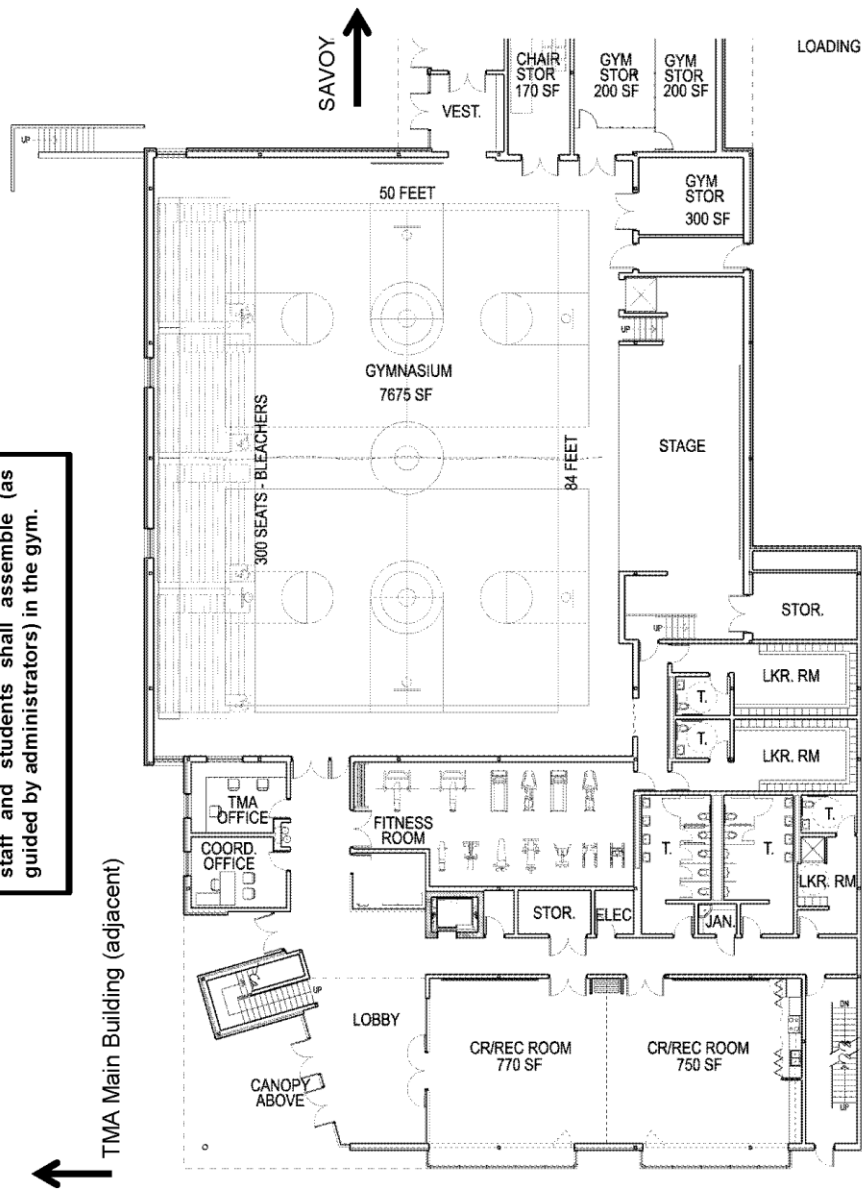 SAVOY
LOADING
CHAIR
STOR
170 SF
GYM
STOR
200 SF
GYM
STOR
200 SF
VEST.
UP
50 FEET
GYM
STOR
300 SF
GYMNASIUM
7675 SF
UP
300 SEATS - BLEACHERS
84 FEET
STAGE
staff and students shall assemble (as
guided by administrators) in the gym.
STOR.
UP
LKR. RM
T.
T.
LKR. RM
TMA
OFFICE
COORD.
OFFICE
FITNESS
ROOM
T.
T.
T.
LKR. RM
STOR.
ELEC
JAN.
TMA Main Building (adjacent)
UP
LOBBY
CANOPY
ABOVE
CR/REC ROOM
770 SF
CR/REC ROOM
750 SF
DN
UP